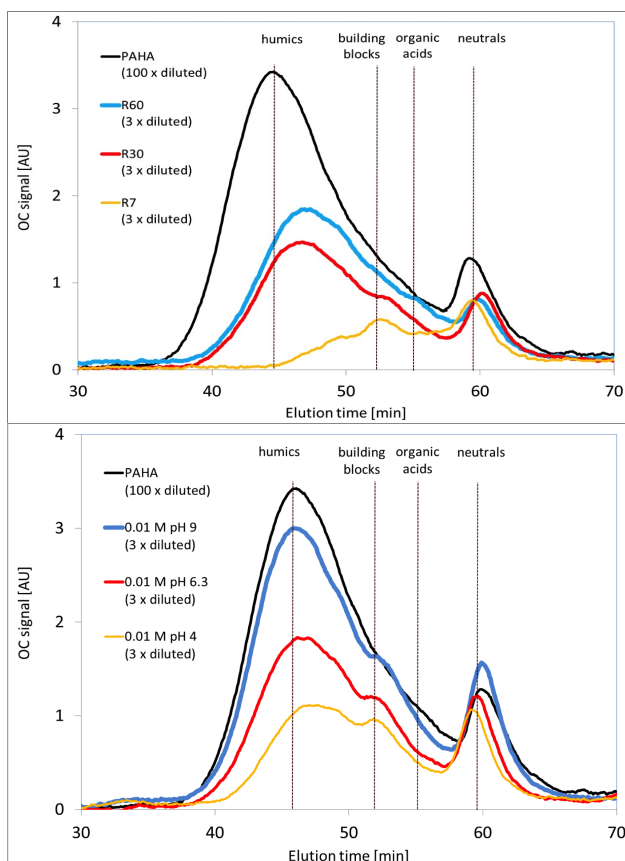 humics
building
blocks
organic
acids
neutrals
PAHA
(100 x diluted)
R60
(3 x diluted)
R30
(3 x diluted)
R7
(3 x diluted)
OC signal [AU]
4
3
2
1
0
30
40
50
60
70
Elution time [min]
humics
building
blocks
organic
acids
neutrals
PAHA
(100 x diluted)
0.01 M pH 9
(3 x diluted)
0.01 M pH 6.3
(3 x diluted)
0.01 M pH 4
(3 x diluted)
OC signal [AU]
4
3
2
1
0
30
40
50
60
70
Elution time [min]